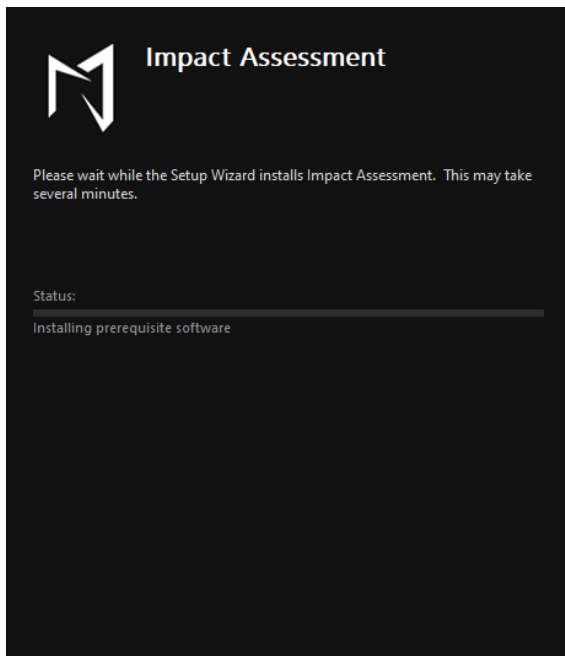 Impact Assessment
Please wait while the Setup Wizard installs Impact Assessment.  This may take
several minutes.
Status:
Installing prerequisite software